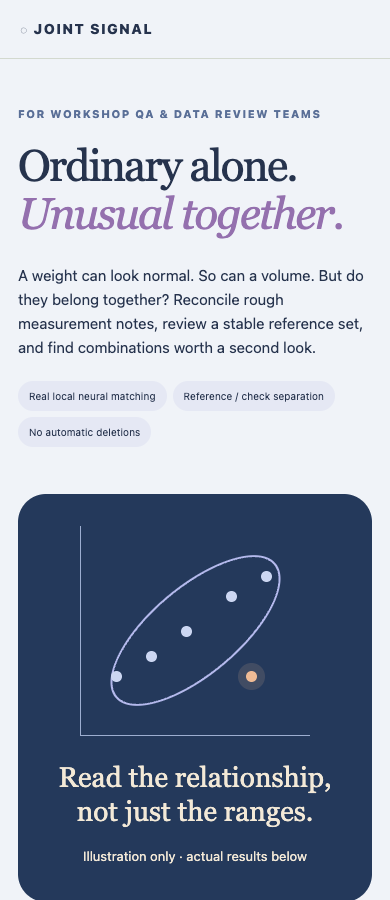 JOINT SIGNAL
FOR WORKSHOP QA & DATA REVIEW TEAMS
Ordinary alone.
Unusual together.
A weight can look normal. So can a volume. But do
they belong together? Reconcile rough
measurement notes, review a stable reference set,
and find combinations worth a second look.
Real local neural matching
Reference / check separation
No automatic deletions
Read the relationship,
not just the ranges.
Illustration only · actual results below